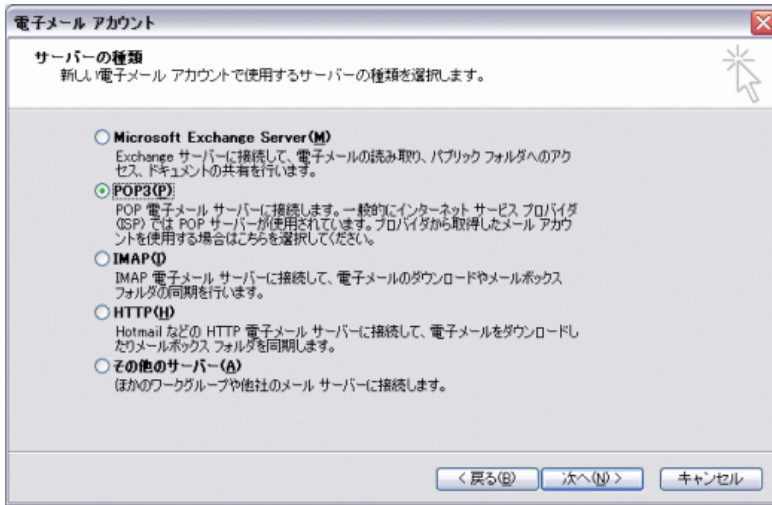 電子メール アカウント
サーバーの種類
新しい電子メール アカウントで使用するサーバーの種類を選択します。
Microsoft Exchange Server(M)
Exchange サーバーに接続して、電子メールの読み取り、パブリック フォルダへのアク
セス、ドキュメントの共有を行います。
POP3(P)
POP 電子メール サーバーに接続します。一般的にインターネット サービス プロバイダ
(ISP) では POP サーバーが使用されています。プロバイダから取得したメール アカウ
ントを使用する場合はこちらを選択してください。
IMAP(I)
IMAP 電子メール サーバーに接続して、電子メールのダウンロードやメールボックス
フォルダの同期を行います。
HTTP(H)
Hotmail などの HTTP 電子メール サーバーに接続して、電子メールをダウンロードし
たりメールボックス フォルダを同期します。
その他のサーバー(A)
ほかのワークグループや他社のメール サーバーに接続します。
< 戻る(B) 次へ(N) > キャンセル